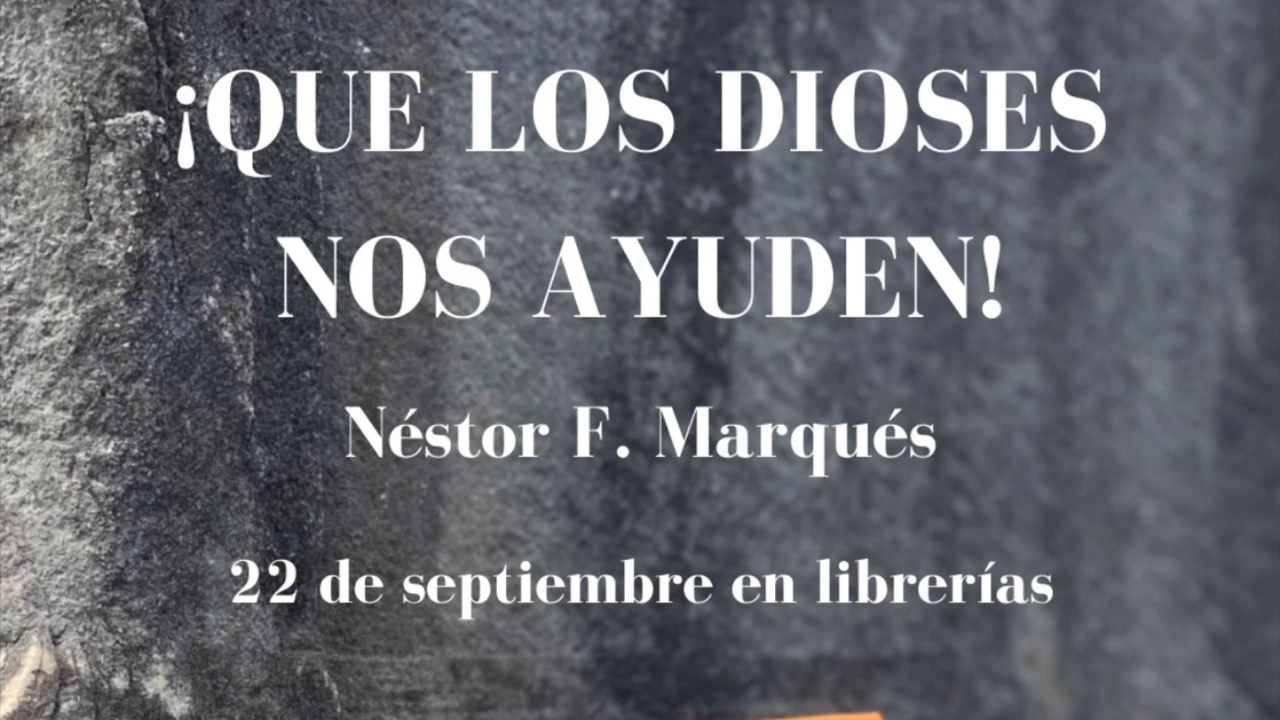 ¡QUE LOS DIOSES
NOS AYUDEN!
Néstor F. Marqués
22 de septiembre en librerías